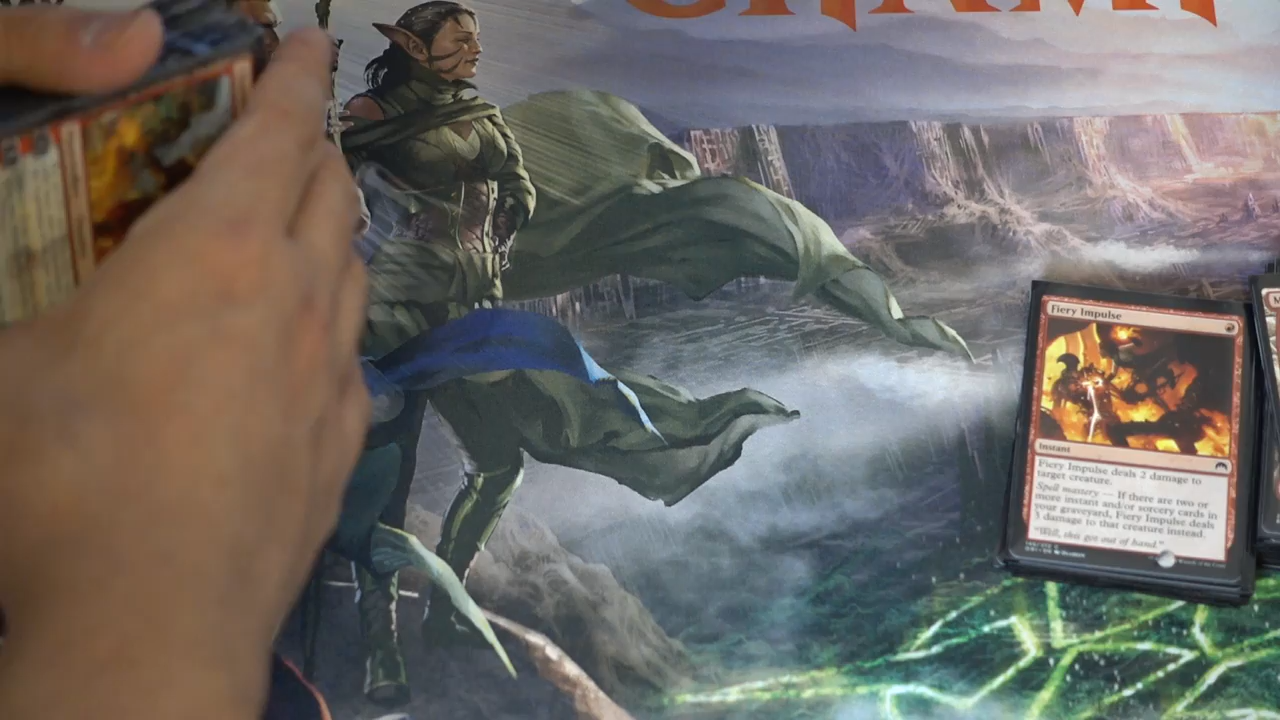 Fiery Impulse
Instant
Fiery Impulse deals 2 damage to
target creature.
Spell mastery — If there are two or
more instant and/or sorcery cards in
your graveyard, Fiery Impulse deals
3 damage to that creature instead.
"Well, this got out of hand."